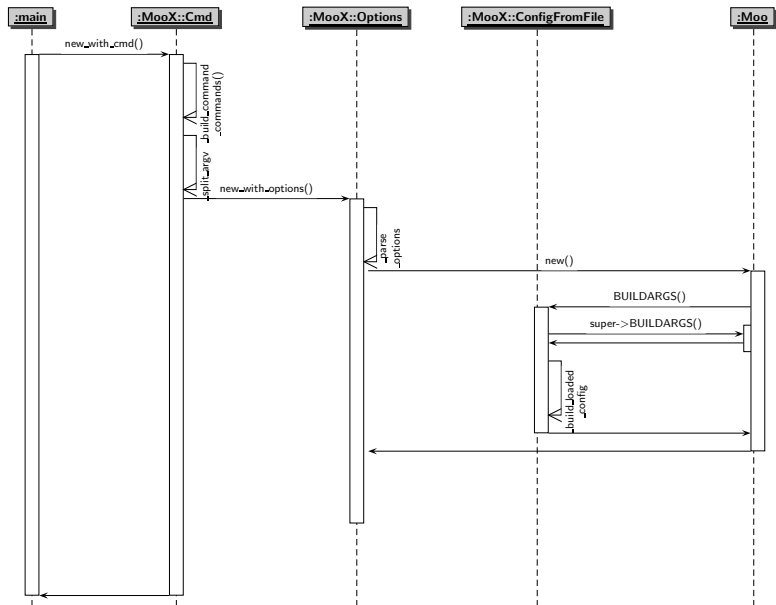 :main
:MooX::Cmd
:MooX::Options
:MooX::ConfigFromFile
:Moo
new_with_cmd()
_build_command
_commands()
_split_argv
new_with_options()
parse
_options
new()
BUILDARGS()
super->BUILDARGS()
_build_loaded
_config